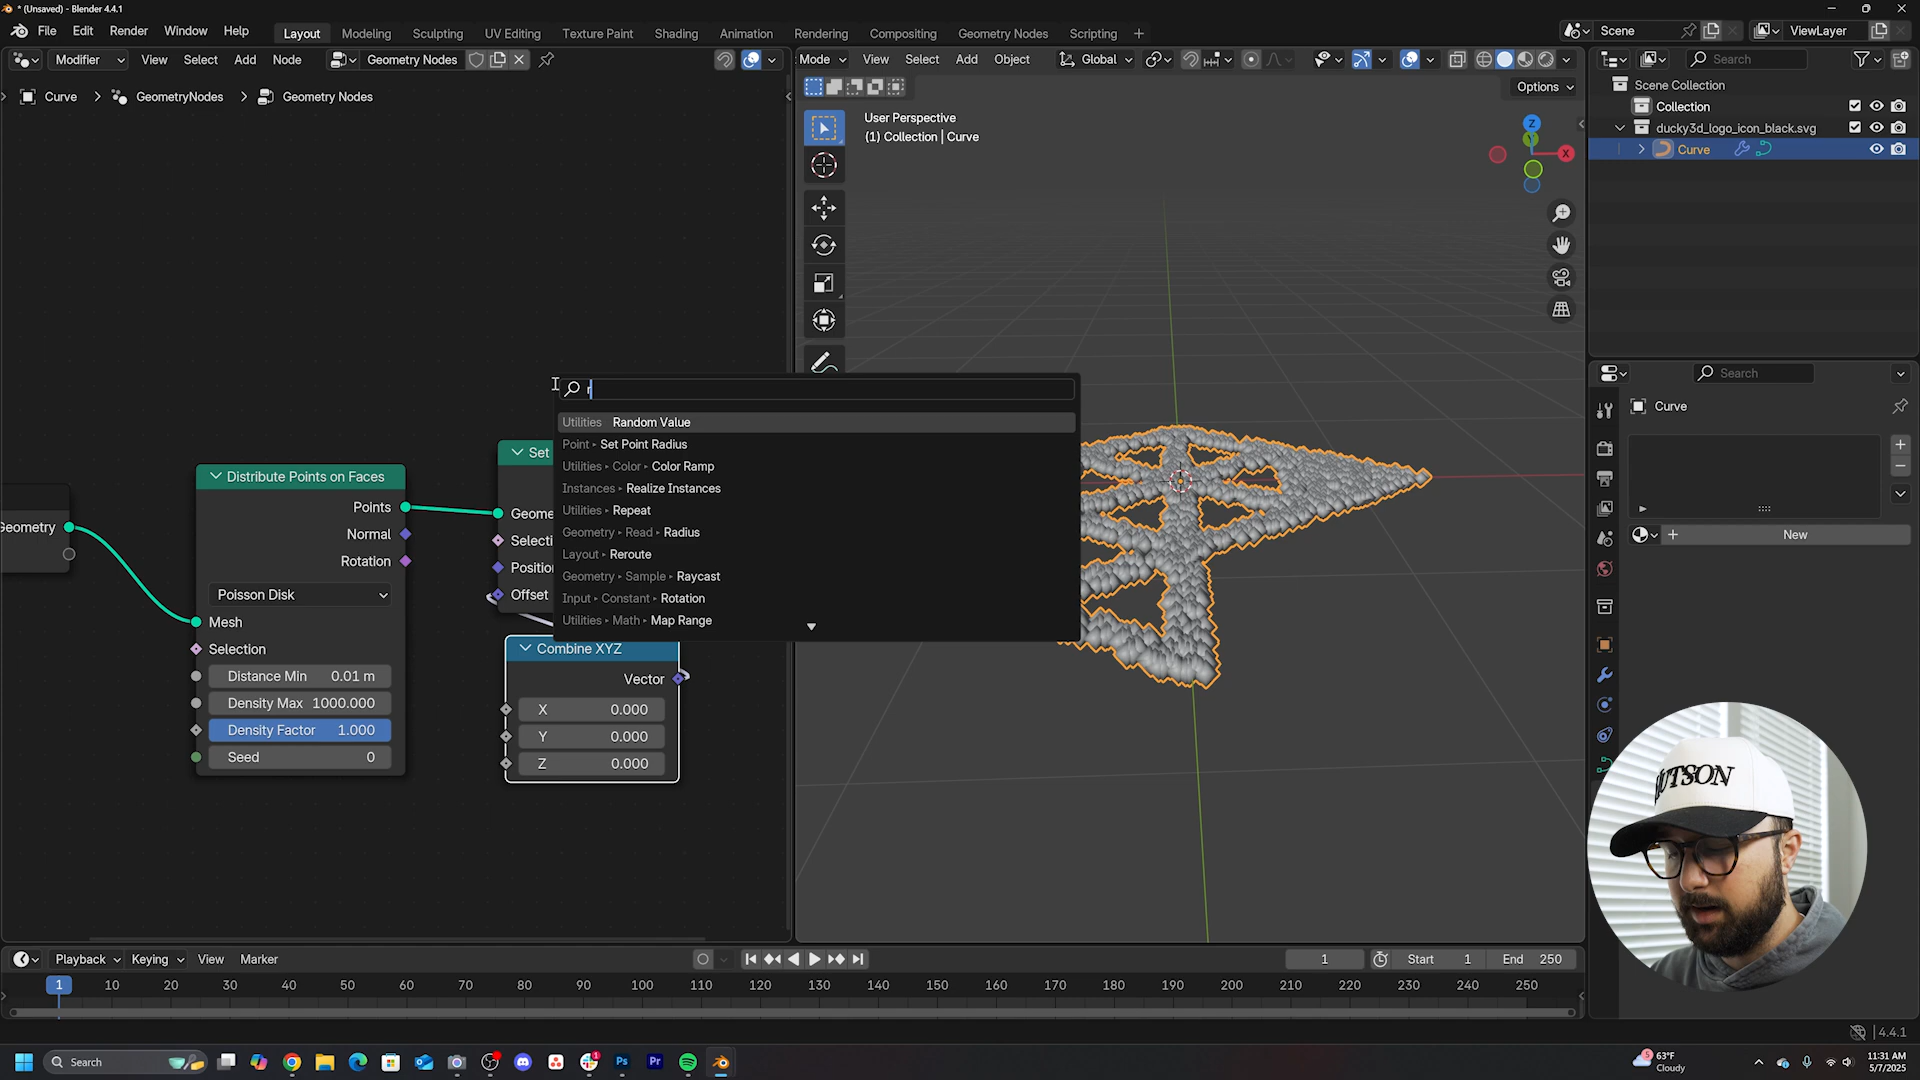 * (Unsaved) - Blender 4.4.1
File Edit Render Window Help Layout Modeling Sculpting UV Editing Texture Paint Shading Animation Rendering Compositing Geometry Nodes Scripting + Scene ViewLayer
Modifier View Select Add Node Geometry Nodes
Mode View Select Add Object Global
Search
Curve > GeometryNodes > Geometry Nodes
Options
Scene Collection
Collection
ducky3d_logo_icon_black.svg
Curve
User Perspective
(1) Collection | Curve
Z
X
r
Utilities Random Value
Point ▸ Set Point Radius
Utilities ▸ Color ▸ Color Ramp
Instances ▸ Realize Instances
Utilities ▸ Repeat
Geometry ▸ Read ▸ Radius
Layout ▸ Reroute
Geometry ▸ Sample ▸ Raycast
Input ▸ Constant ▸ Rotation
Utilities ▸ Math ▸ Map Range
Geometry
Distribute Points on Faces
Points
Normal
Rotation
Poisson Disk
Mesh
Selection
Distance Min 0.01 m
Density Max 1000.000
Density Factor 1.000
Seed 0
Set
Geome
Selecti
Position
Offset
Combine XYZ
Vector
X 0.000
Y 0.000
Z 0.000
Search
Curve
New
Playback Keying View Marker
1 Start 1 End 250
1 10 20 30 40 50 60 70 80 90 100 110 120 130 140 150 160 170 180 190 200 210 220 230 240 250
4.4.1
Search
63°F
Cloudy
11:31 AM
5/7/2025